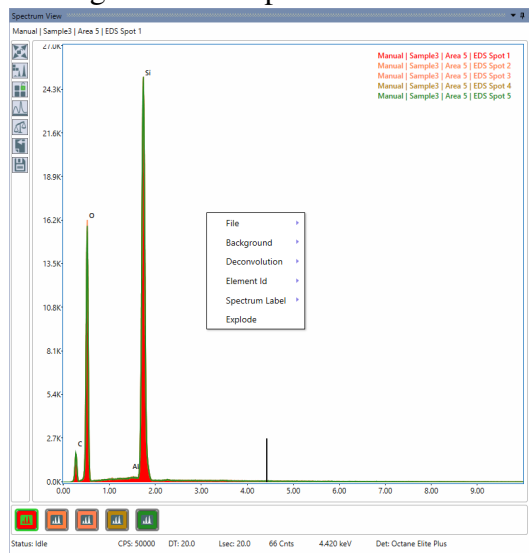 Spectrum View
Manual | Sample3 | Area 5 | EDS Spot 1
27.0K
24.3K
21.6K
18.9K
16.2K
13.5K
10.8K
8.1K
5.4K
2.7K
0.0K
Si
O
C
Al
Manual | Sample3 | Area 5 | EDS Spot 1
Manual | Sample3 | Area 5 | EDS Spot 2
Manual | Sample3 | Area 5 | EDS Spot 3
Manual | Sample3 | Area 5 | EDS Spot 4
Manual | Sample3 | Area 5 | EDS Spot 5
File
Background
Deconvolution
Element Id
Spectrum Label
Explode
0.00 1.00 2.00 3.00 4.00 5.00 6.00 7.00 8.00 9.00
Status: Idle CPS: 50000 DT: 20.0 Lsec: 20.0 66 Cnts 4.420 keV Det: Octane Elite Plus